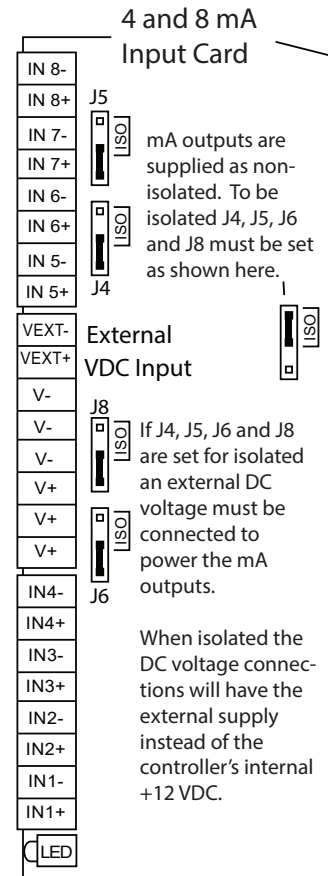 4 and 8 mA
Input Card
IN 8-
IN 8+
IN 7-
IN 7+
IN 6-
IN 6+
IN 5-
IN 5+
VEXT-
VEXT+
V-
V-
V-
V+
V+
V+
IN4-
IN4+
IN3-
IN3+
IN2-
IN2+
IN1-
IN1+
LED
J5
ISO
ISO
J4
mA outputs are
supplied as non-
isolated. To be
isolated J4, J5, J6
and J8 must be set
as shown here.
ISO
External
VDC Input
J8
ISO
ISO
J6
If J4, J5, J6 and J8
are set for isolated
an external DC
voltage must be
connected to
power the mA
outputs.
When isolated the
DC voltage connec-
tions will have the
external supply
instead of the
controller's internal
+12 VDC.